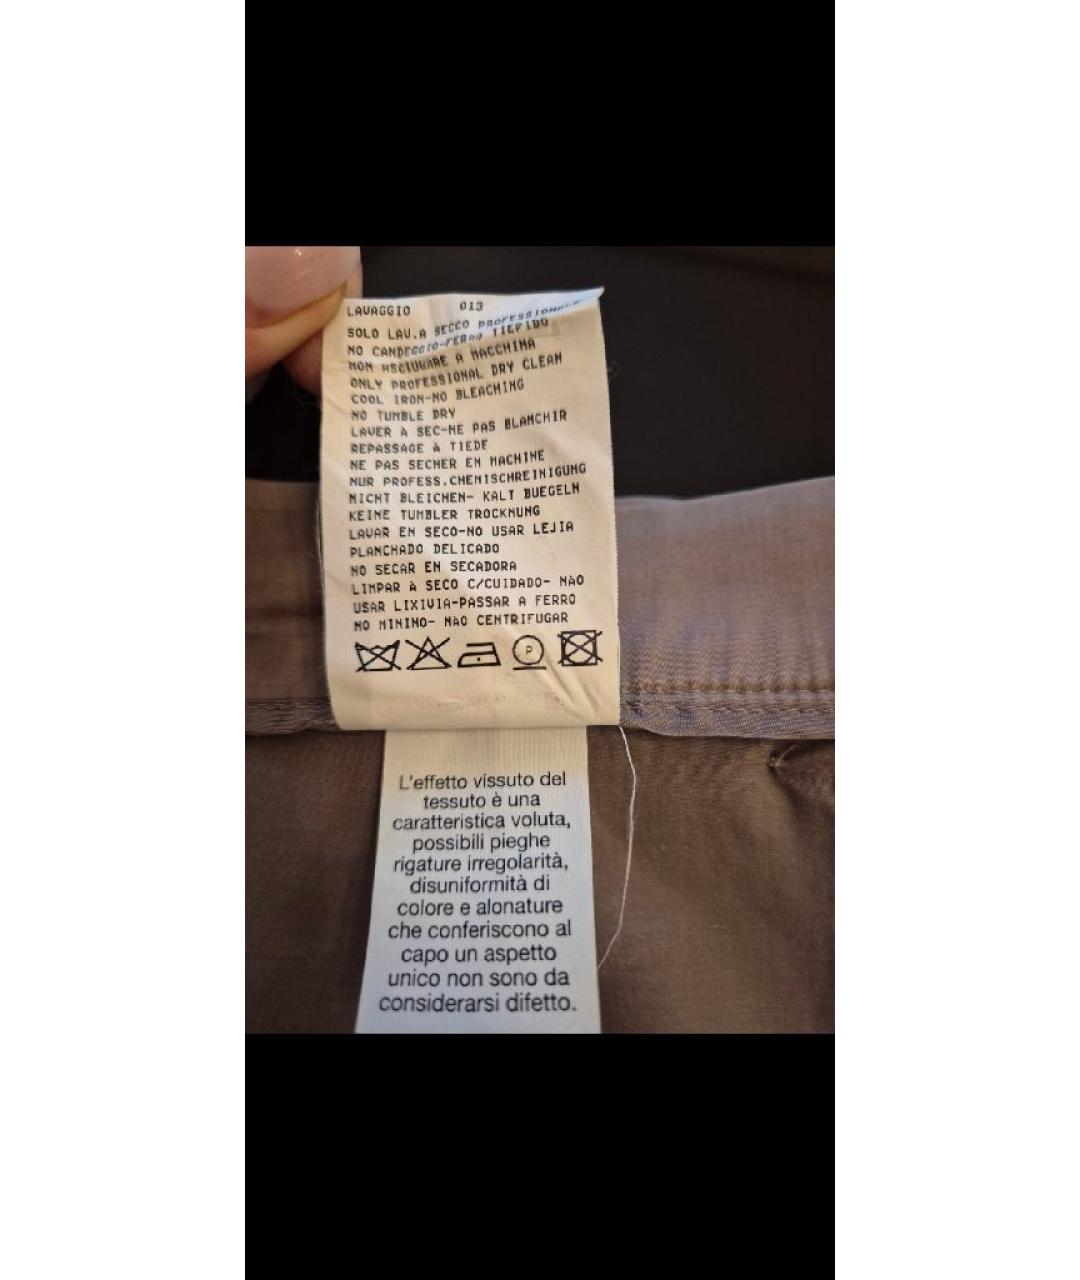 LAVAGGIO 013
SOLO LAV.A SECCO PROFESSIONALE
NO CANDEGGIO-FERRO TIEPIDO
NON ASCIUGARE A MACCHINA
ONLY PROFESSIONAL DRY CLEAN
COOL IRON-NO BLEACHING
NO TUMBLE DRY
LAVER A SEC-NE PAS BLANCHIR
REPASSAGE à TIEDE
NE PAS SECHER EN MACHINE
NUR PROFESS.CHEMISCHREINIGUNG
NICHT BLEICHEN- KALT BUEGELN
KEINE TUMBLER TROCKNUNG
LAVAR EN SECO-NO USAR LEJIA
PLANCHADO DELICADO
NO SECAR EN SECADORA
LIMPAR à SECO C/CUIDADO- NãO
USAR LIXIVIA-PASSAR A FERRO
NO MININO- NãO CENTRIFUGAR
P
L'effetto vissuto del
tessuto è una
caratteristica voluta,
possibili pieghe
rigature irregolarità,
disuniformità di
colore e alonature
che conferiscono al
capo un aspetto
unico non sono da
considerarsi difetto.